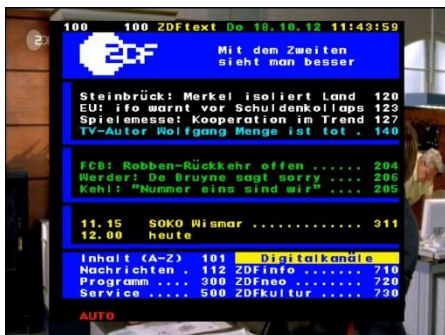 100 100 ZDFtext Do 18.10.12 11:43:59
ZDF
Mit dem Zweiten
sieht man besser
Steinbrück: Merkel isoliert Land 120
EU: ifo warnt vor Schuldenkollaps 123
Spielemesse: Kooperation im Trend 127
TV-Autor Wolfgang Menge ist tot . 140
FCB: Robben-Rückkehr offen ...... 204
Werder: De Bruyne sagt sorry .... 206
Kehl: "Nummer eins sind wir" .... 205
11.15 SOKO Wismar ............. 311
12.00 heute
Inhalt (A-Z) 101 Digitalkanäle
Nachrichten . 112 ZDFinfo ....... 710
Programm .... 300 ZDFneo ........ 720
Service ..... 500 ZDFkultur ..... 730
AUTO